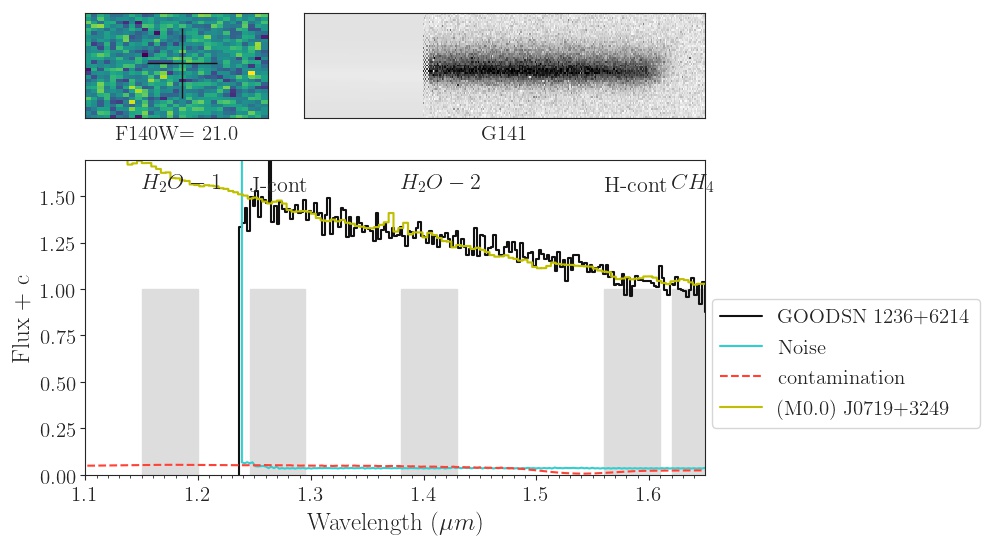 F140W= 21.0
G141
H₂O − 1
J-cont
H₂O − 2
H-cont
CH₄
1.50
1.25
1.00
0.75
0.50
0.25
0.00
Flux + c
1.1
1.2
1.3
1.4
1.5
1.6
Wavelength (μm)
GOODSN 1236+6214
Noise
contamination
(M0.0) J0719+3249